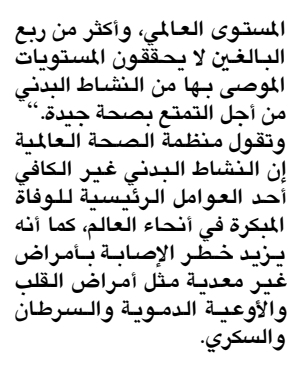 المستوى العالمي، وأكثر من ربع
البالغين لا يحققون المستويات
الموصى بها من النشاط البدني
من أجل التمتع بصحة جيدة.“
وتقول منظمة الصحة العالمية
إن النشاط البدني غير الكافي
أحد العوامل الرئيسية للوفاة
المبكرة في أنحاء العالم، كما أنه
يزيد خطر الإصابة بأمراض
غير معدية مثل أمراض القلب
والأوعية الدموية والسرطان
والسكري.